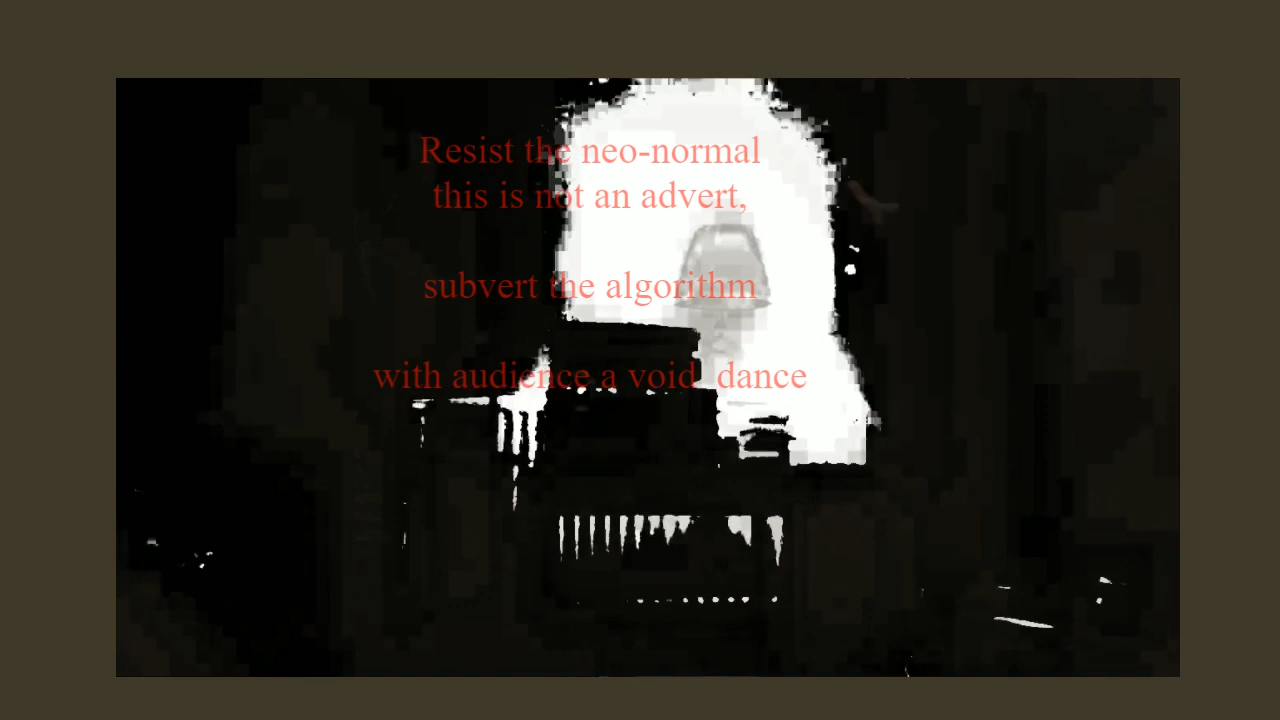 Resist the neo-normal
this is not an advert,
subvert the algorithm
with audience a void  dance